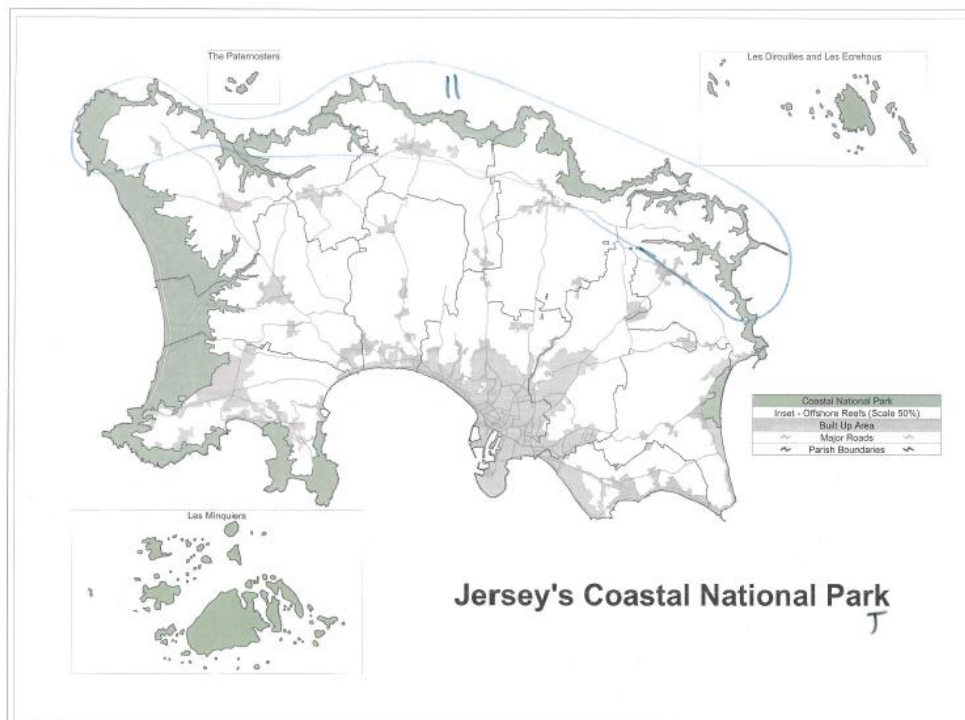 The Paternosters
Les Dirouilles and Les Ecrehous
11
Coastal National Park
Inset - Offshore Reefs (Scale 50%)
Built Up Area
Major Roads
Parish Boundaries
Les Minquiers
Jersey's Coastal National Park
J